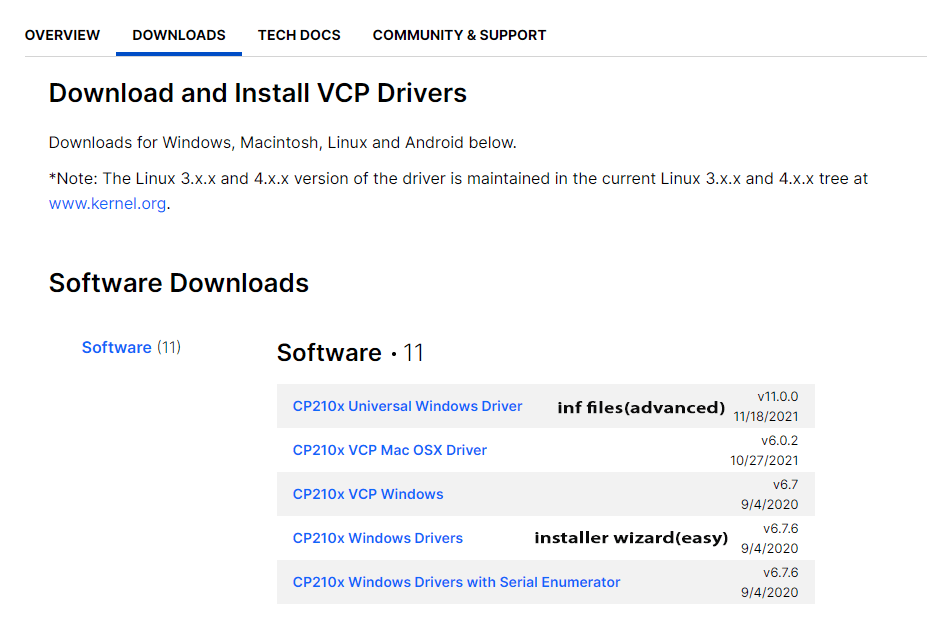 OVERVIEW DOWNLOADS TECH DOCS COMMUNITY & SUPPORT
Download and Install VCP Drivers
Downloads for Windows, Macintosh, Linux and Android below.
*Note: The Linux 3.x.x and 4.x.x version of the driver is maintained in the current Linux 3.x.x and 4.x.x tree at
www.kernel.org.
Software Downloads
Software (11)
Software • 11
CP210x Universal Windows Driver inf files(advanced) v11.0.0
11/18/2021
CP210x VCP Mac OSX Driver v6.0.2
10/27/2021
CP210x VCP Windows v6.7
9/4/2020
CP210x Windows Drivers installer wizard(easy) v6.7.6
9/4/2020
CP210x Windows Drivers with Serial Enumerator v6.7.6
9/4/2020